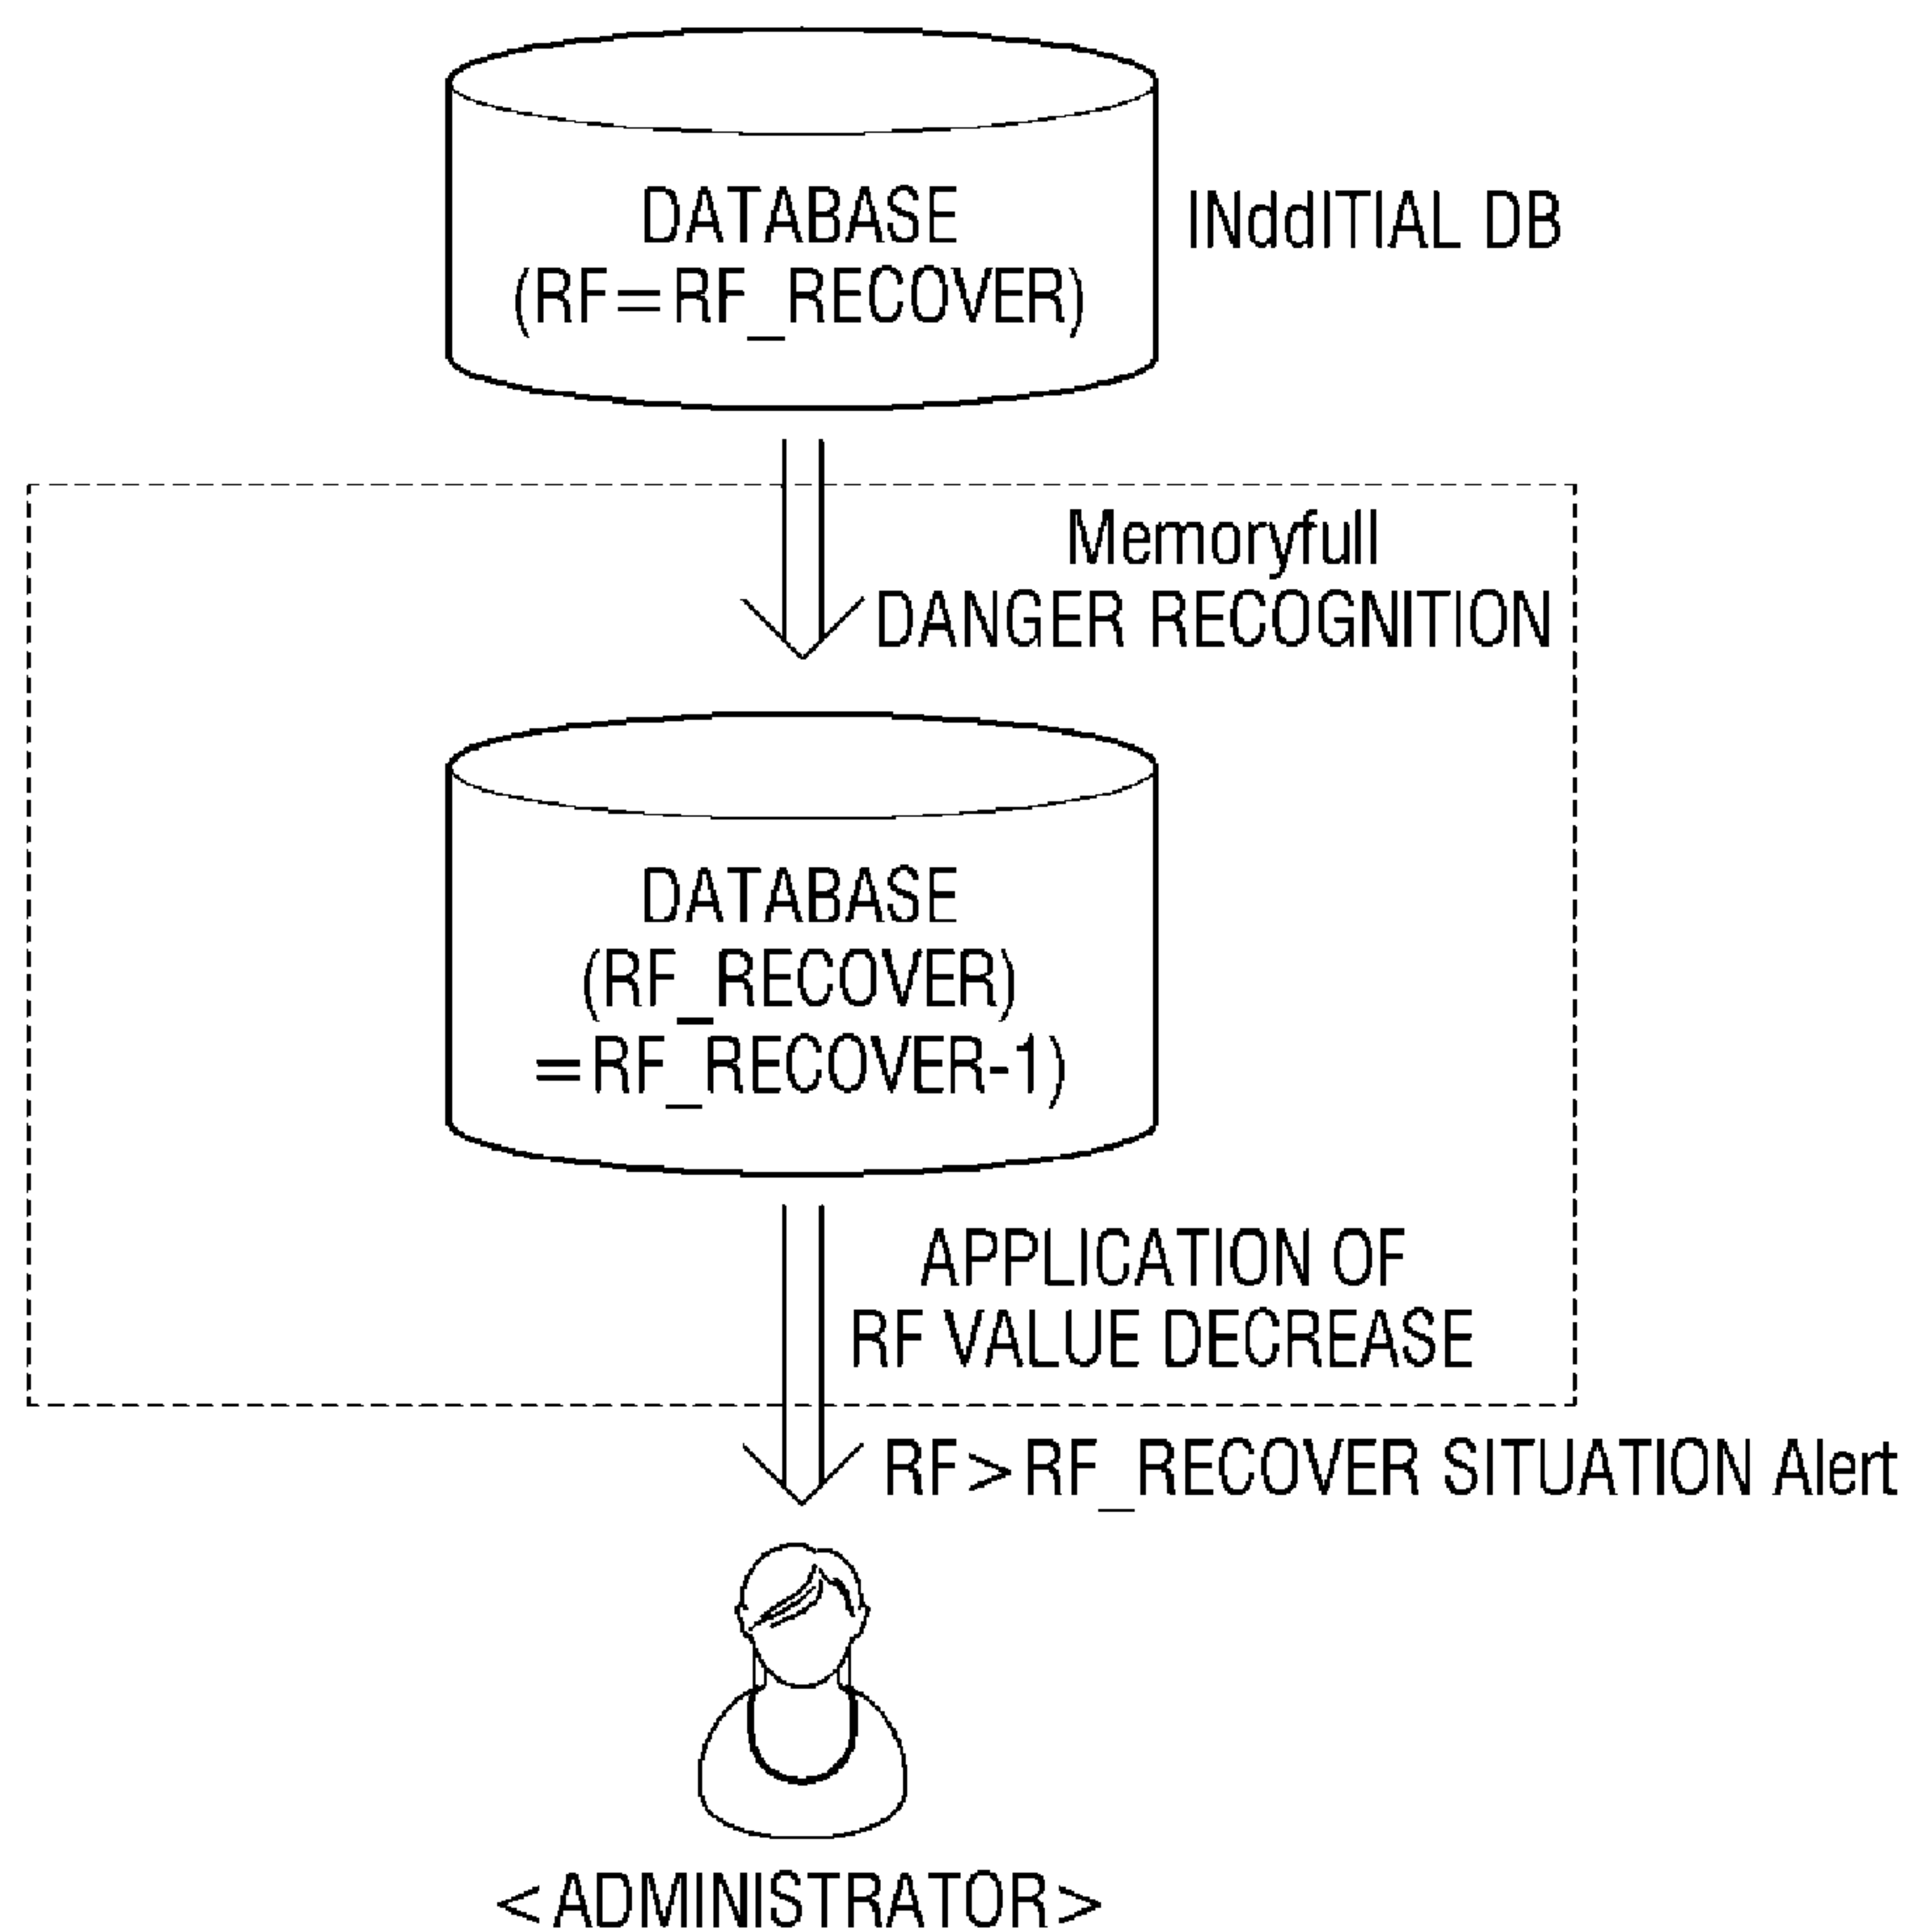 DATABASE
(RF=RF_RECOVER)
INddITIAL DB
Memoryfull
DANGER RECOGNITION
DATABASE
(RF_RECOVER)
=RF_RECOVER-1)
APPLICATION OF
RF VALUE DECREASE
RF>RF_RECOVER SITUATION Alert
<ADMINISTRATOR>